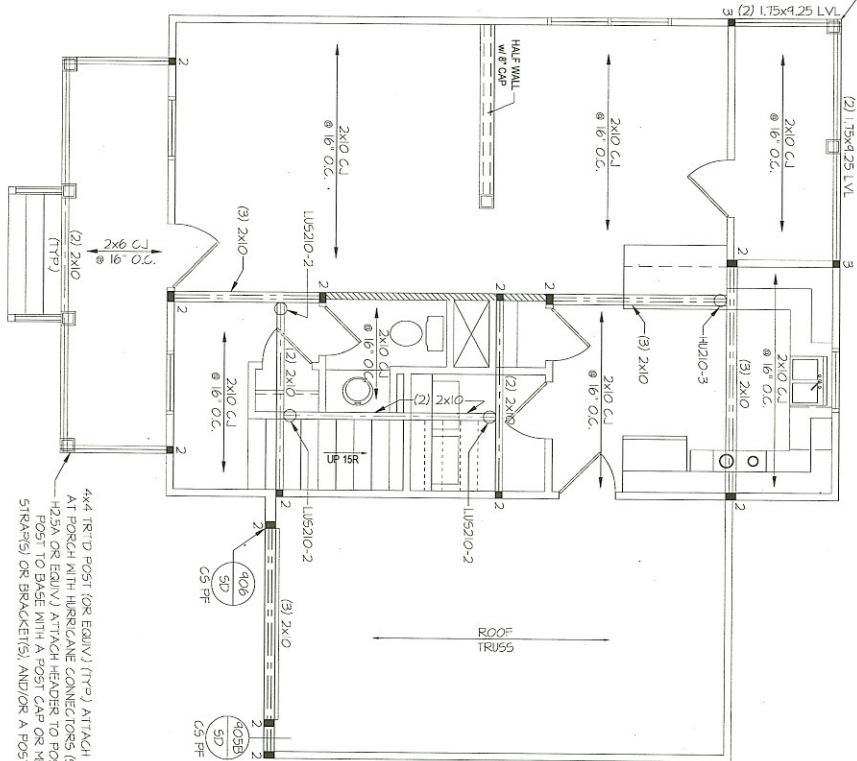 (2) 1.75x9.25 LVL
3
(2) 1.75x9.25 LVL
HALF WALL
w/ 8" CAP
2x10 CJ
@ 16" O.C.
2x10 CJ
@ 16" O.C.
2x10 CJ
@ 16" O.C.
2
2
3
2x6 CJ
@ 16" O.C.
(2) 2x10
(TYP.)
(3) 2x10
LUS210-2
2
2
2
2
2x10 CJ
@ 16" O.C.
(2) 2x10
2x10 CJ
@ 16" O.C.
(2) 2x10
(2) 2x10
2x10 CJ
@ 16" O.C.
(3) 2x10
HU210-3
(3) 2x10
2x10 CJ
@ 16" O.C.
UP 15R
LUS210-2
LUS210-2
2
2
2
2
2
906
SD
CS PF
(3) 2x10
ROOF
TRUSS
2
2
905B
SD
CS PF
4x4 TRT'D POST (OR EQUIV.) (TYP.) ATTACH
AT PORCH WITH HURRICANE CONNECTORS
H2.5A OR EQUIV.) ATTACH HEADER TO
POST TO BASE WITH A POST CAP OR
STRAP(S) OR BRACKET(S), AND/OR A